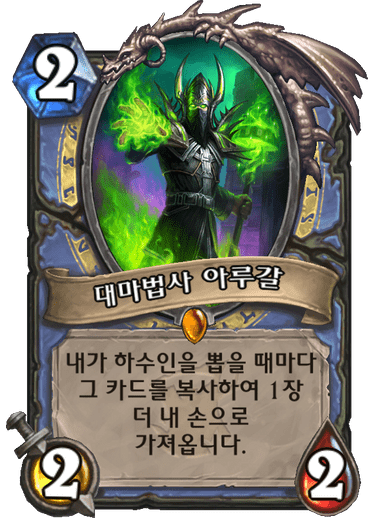 2
대마법사 아루갈
내가 하수인을 뽑을 때마다
그 카드를 복사하여 1장
더 내 손으로
가져옵니다.
2
2